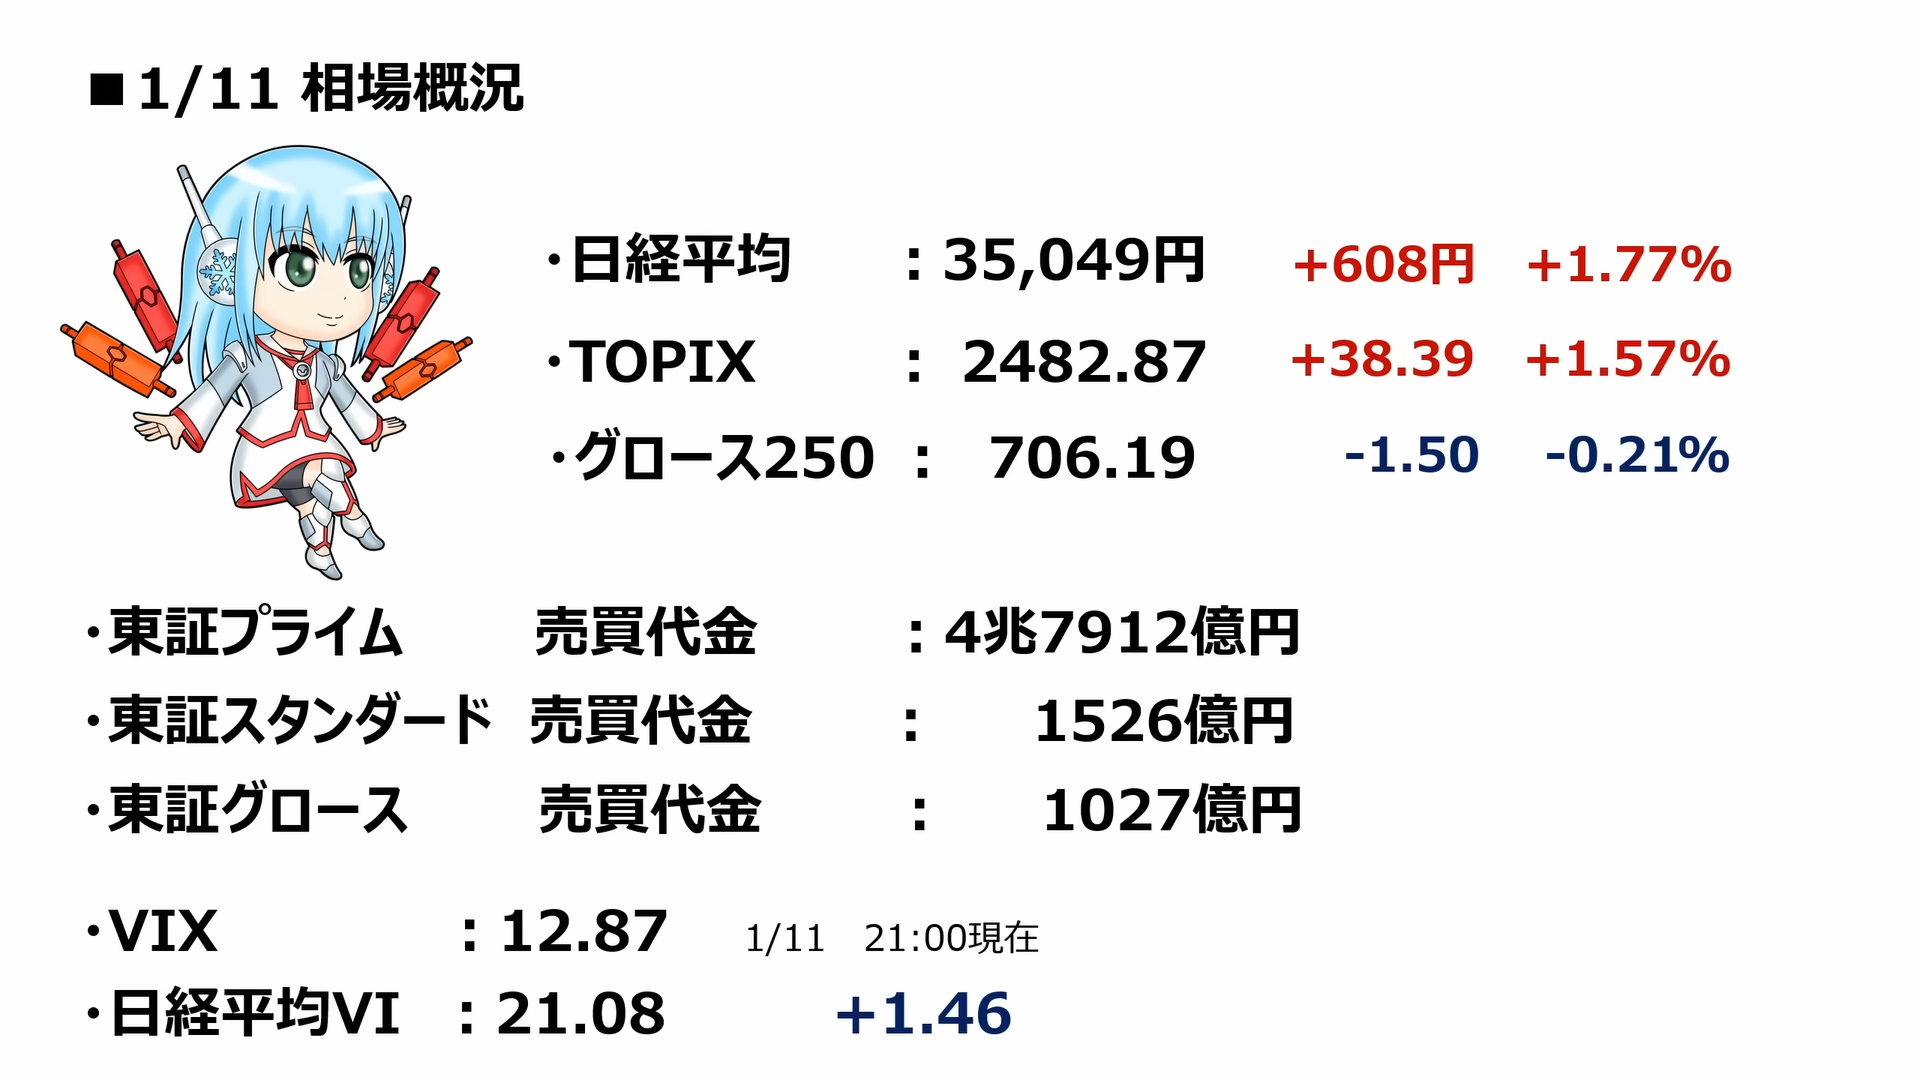 ■1/11 相場概況
・日経平均 ：35,049円 +608円 +1.77%
・TOPIX ： 2482.87 +38.39 +1.57%
・グロース250 ： 706.19 -1.50 -0.21%
・東証プライム 売買代金 ：4兆7912億円
・東証スタンダード 売買代金 ： 1526億円
・東証グロース 売買代金 ： 1027億円
・VIX ：12.87 1/11 21:00現在
・日経平均VI ：21.08 +1.46